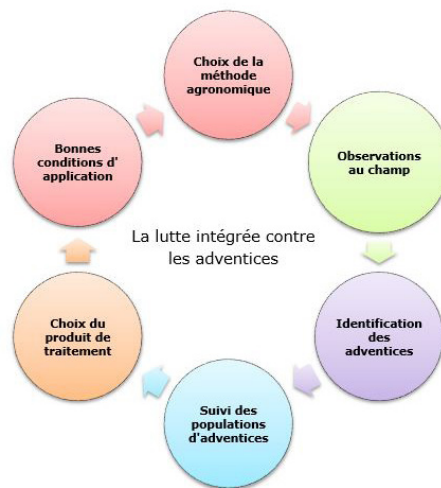 Choix de la
méthode
agronomique
Observations
au champ
Identification
des
adventices
Suivi des
populations
d'adventices
Choix du
produit de
traitement
Bonnes
conditions d'
application
La lutte intégrée contre
les adventices